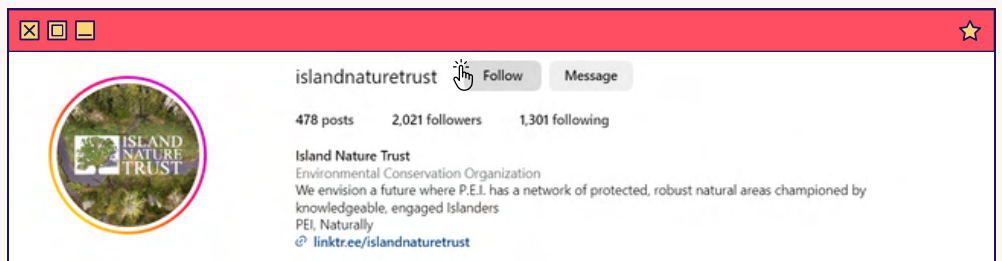 islandnaturetrust Follow Message
478 posts 2,021 followers 1,301 following
ISLAND
NATURE
TRUST
Island Nature Trust
Environmental Conservation Organization
We envision a future where P.E.I. has a network of protected, robust natural areas championed by
knowledgeable, engaged Islanders
PEI, Naturally
linktr.ee/islandnaturetrust